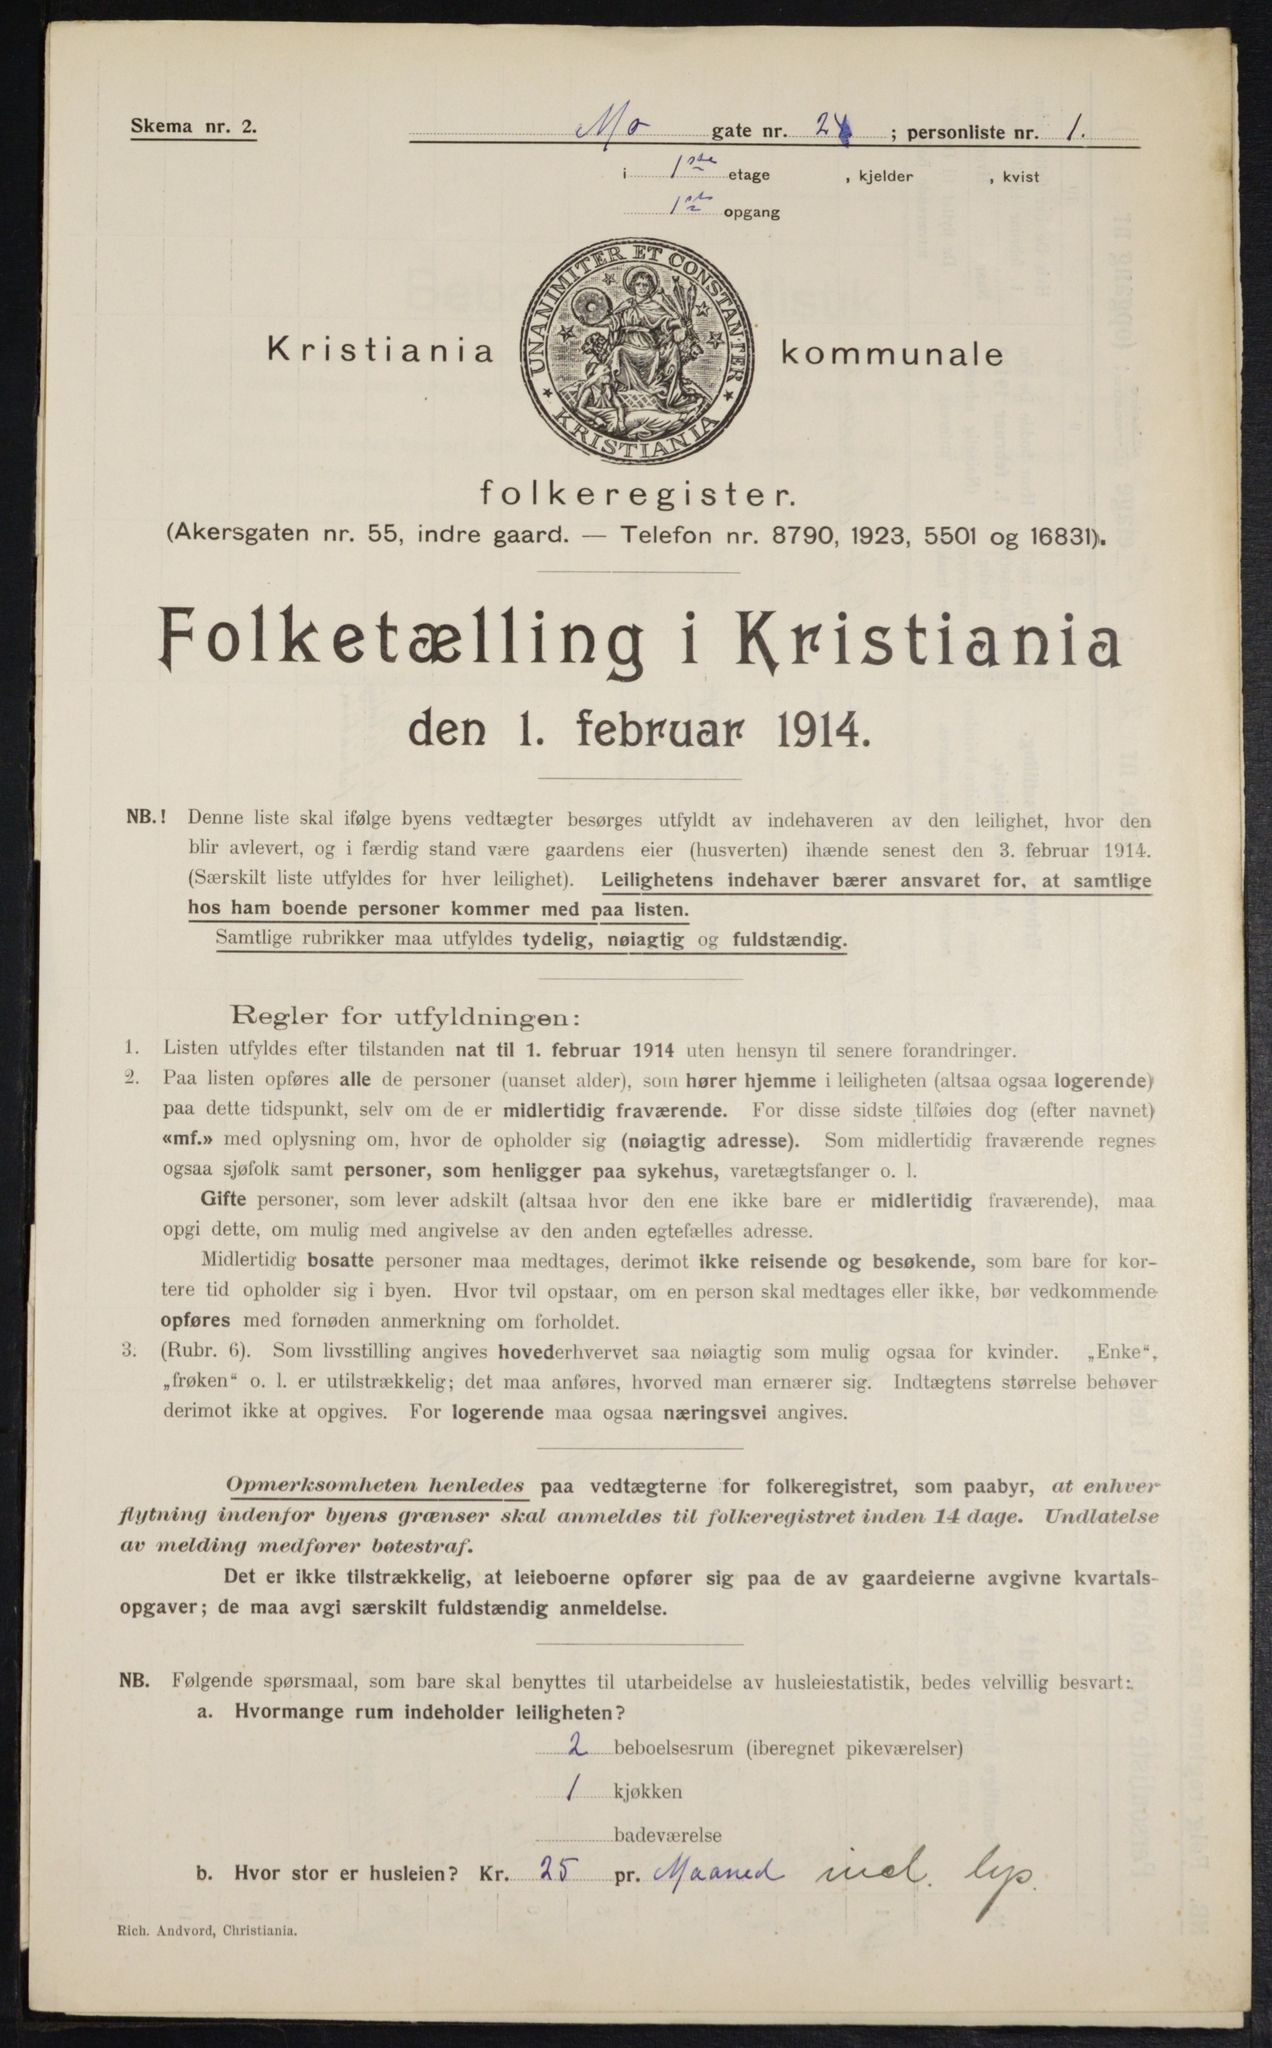 Skema nr. 2.
Mo gate nr. 24 ; personliste nr. 1.
i 1ste etage , kjelder , kvist
1ste opgang
UNANIMITER ET CONSTANTER
KRISTIANIA
Kristiania kommunale
folkeregister.
(Akersgaten nr. 55, indre gaard. — Telefon nr. 8790, 1923, 5501 og 16831).
Folketælling i Kristiania
den 1. februar 1914.
NB.! Denne liste skal ifølge byens vedtægter besørges utfyldt av indehaveren av den leilighet, hvor den
blir avlevert, og i færdig stand være gaardens eier (husverten) ihænde senest den 3. februar 1914.
(Særskilt liste utfyldes for hver leilighet). Leilighetens indehaver bærer ansvaret for, at samtlige
hos ham boende personer kommer med paa listen.
Samtlige rubrikker maa utfyldes tydelig, nøiagtig og fuldstændig.
Regler for utfyldningen:
1. Listen utfyldes efter tilstanden nat til 1. februar 1914 uten hensyn til senere forandringer.
2. Paa listen opføres alle de personer (uanset alder), som hører hjemme i leiligheten (altsaa ogsaa logerende)
paa dette tidspunkt, selv om de er midlertidig fraværende. For disse sidste tilføies dog (efter navnet)
«mf.» med oplysning om, hvor de opholder sig (nøiagtig adresse). Som midlertidig fraværende regnes
ogsaa sjøfolk samt personer, som henligger paa sykehus, varetægtsfanger o. l.
Gifte personer, som lever adskilt (altsaa hvor den ene ikke bare er midlertidig fraværende), maa
opgi dette, om mulig med angivelse av den anden egtefælles adresse.
Midlertidig bosatte personer maa medtages, derimot ikke reisende og besøkende, som bare for kor-
tere tid opholder sig i byen. Hvor tvil opstaar, om en person skal medtages eller ikke, bør vedkommende
opføres med fornøden anmerkning om forholdet.
3. (Rubr. 6). Som livsstilling angives hovederhvervet saa nøiagtig som mulig ogsaa for kvinder. „Enke“,
„frøken“ o. l. er utilstrækkelig; det maa anføres, hvorved man ernærer sig. Indtægtens størrelse behøver
derimot ikke at opgives. For logerende maa ogsaa næringsvei angives.
Opmerksomheten henledes paa vedtægterne for folkeregistret, som paabyr, at enhver
flytning indenfor byens grænser skal anmeldes til folkeregistret inden 14 dage. Undlatelse
av melding medfører bøtestraf.
Det er ikke tilstrækkelig, at leieboerne opfører sig paa de av gaardeierne avgivne kvartals-
opgaver; de maa avgi særskilt fuldstændig anmeldelse.
NB. Følgende spørsmaal, som bare skal benyttes til utarbeidelse av husleiestatistik, bedes velvillig besvart:
a. Hvormange rum indeholder leiligheten?
2 beboelsesrum (iberegnet pikeværelser)
1 kjøkken
badeværelse
b. Hvor stor er husleien? Kr. 25 pr. Maaned incl. lys.
Rich. Andvord, Christiania.